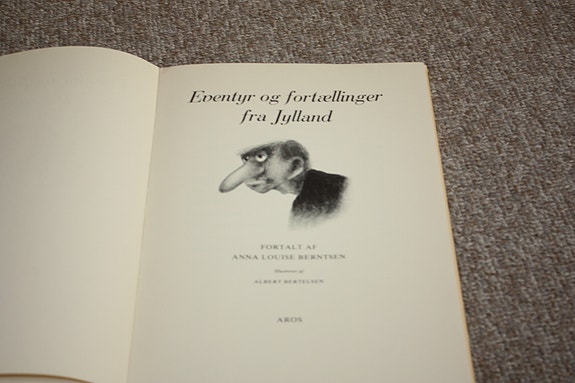 Eventyr og fortællinger
fra Jylland
FORTALT AF
ANNA LOUISE BERNTSEN
Illustreret af
ALBERT BERTELSEN
AROS